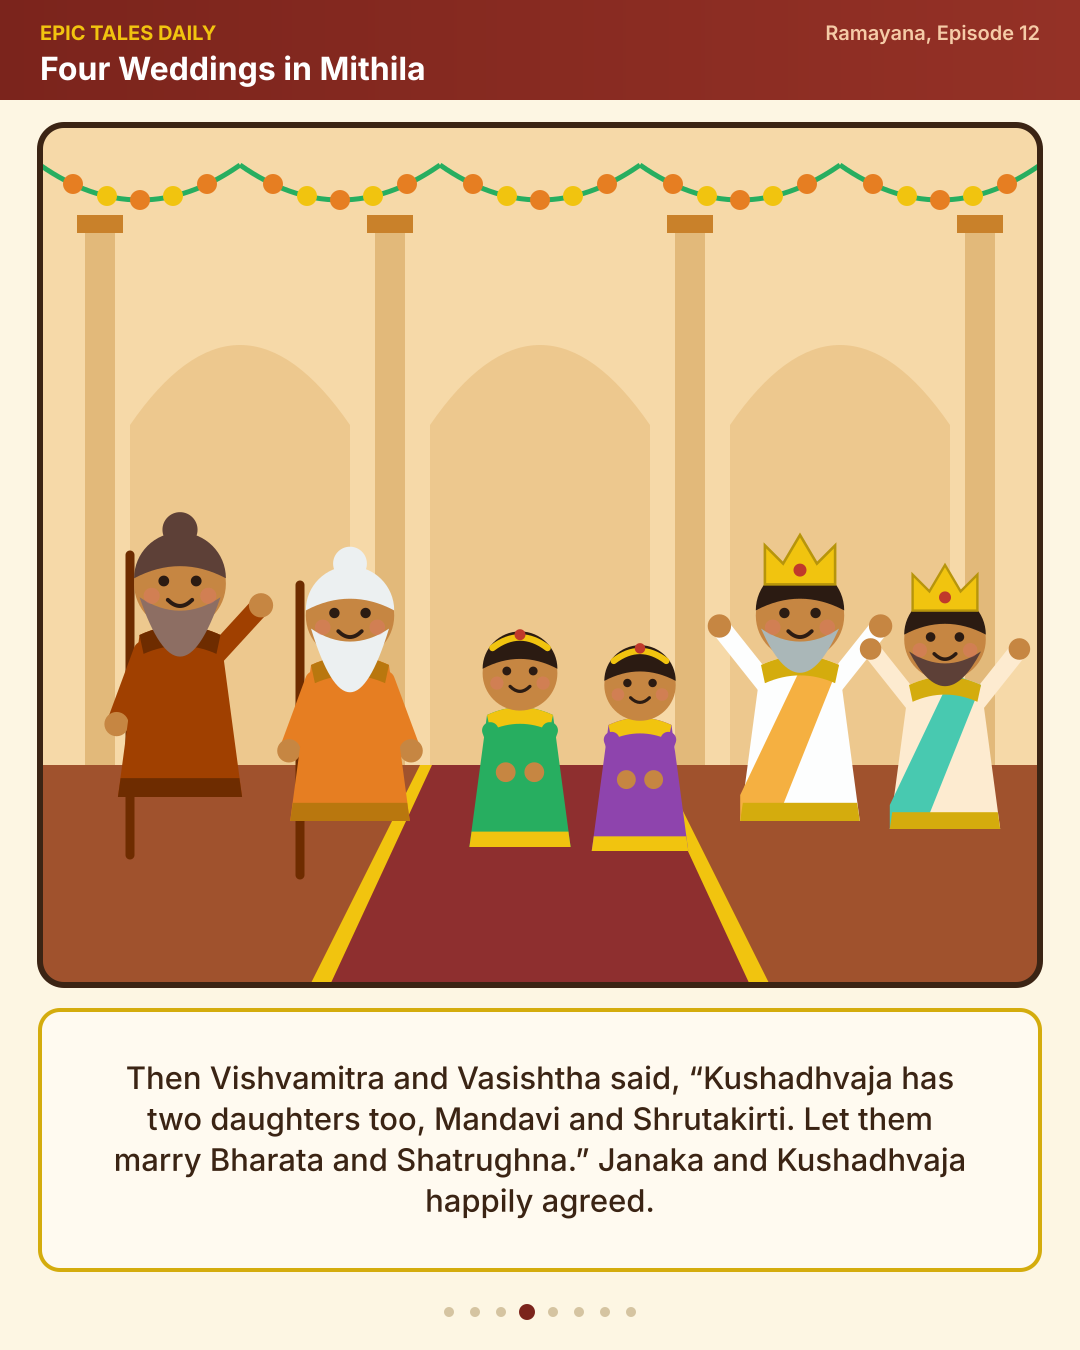 EPIC TALES DAILY
Ramayana, Episode 12
Four Weddings in Mithila
Then Vishvamitra and Vasishtha said, “Kushadhvaja has
two daughters too, Mandavi and Shrutakirti. Let them
marry Bharata and Shatrughna.” Janaka and Kushadhvaja
happily agreed.